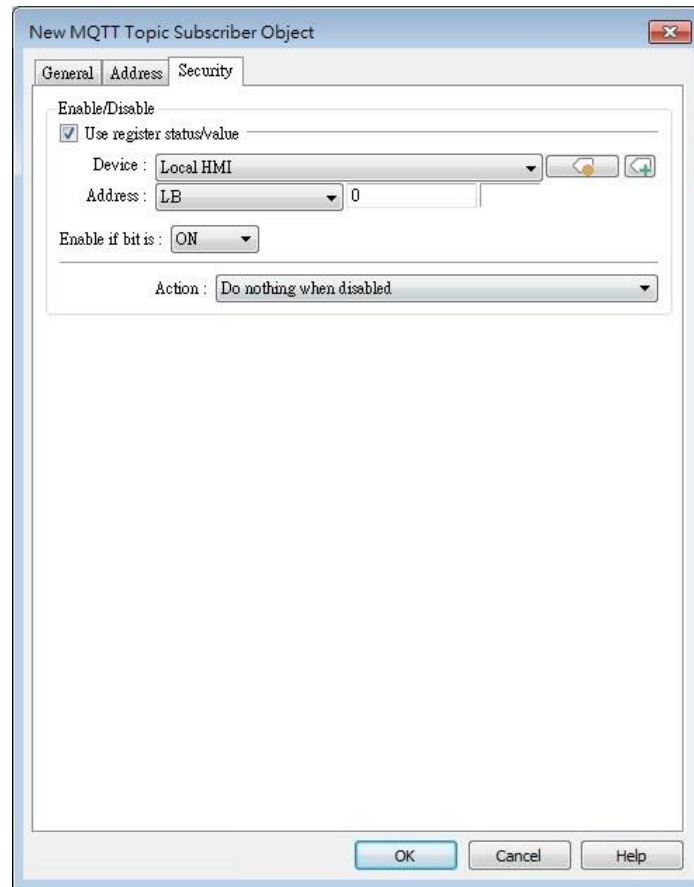 New MQTT Topic Subscriber Object
General Address Security
Enable/Disable
Use register status/value
Device : Local HMI
Address : LB 0
Enable if bit is : ON
Action : Do nothing when disabled
OK Cancel Help